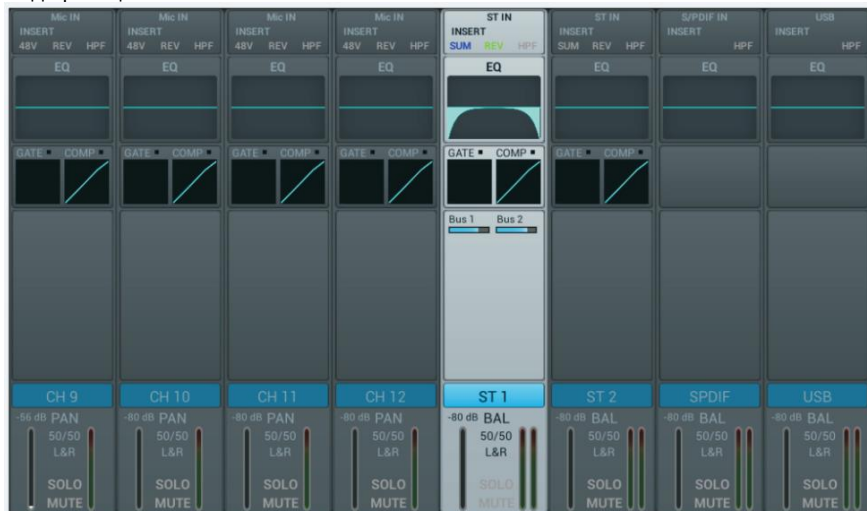 Mic IN Mic IN Mic IN Mic IN ST IN ST IN S/PDIF IN USB
INSERT INSERT INSERT INSERT INSERT INSERT INSERT INSERT
48V REV HPF 48V REV HPF 48V REV HPF 48V REV HPF SUM REV HPF SUM REV HPF HPF HPF
EQ EQ EQ EQ EQ EQ EQ EQ
GATE COMP GATE COMP GATE COMP GATE COMP GATE COMP GATE COMP
Bus 1 Bus 2
CH 9 CH 10 CH 11 CH 12 ST 1 ST 2 SPDIF USB
-56 dB PAN -80 dB PAN -80 dB PAN -80 dB PAN -80 dB BAL -80 dB BAL -80 dB BAL -80 dB BAL
50/50 50/50 50/50 50/50 50/50 50/50 50/50 50/50
L&R L&R L&R L&R L&R L&R L&R L&R
SOLO SOLO SOLO SOLO SOLO SOLO SOLO SOLO
MUTE MUTE MUTE MUTE MUTE MUTE MUTE MUTE